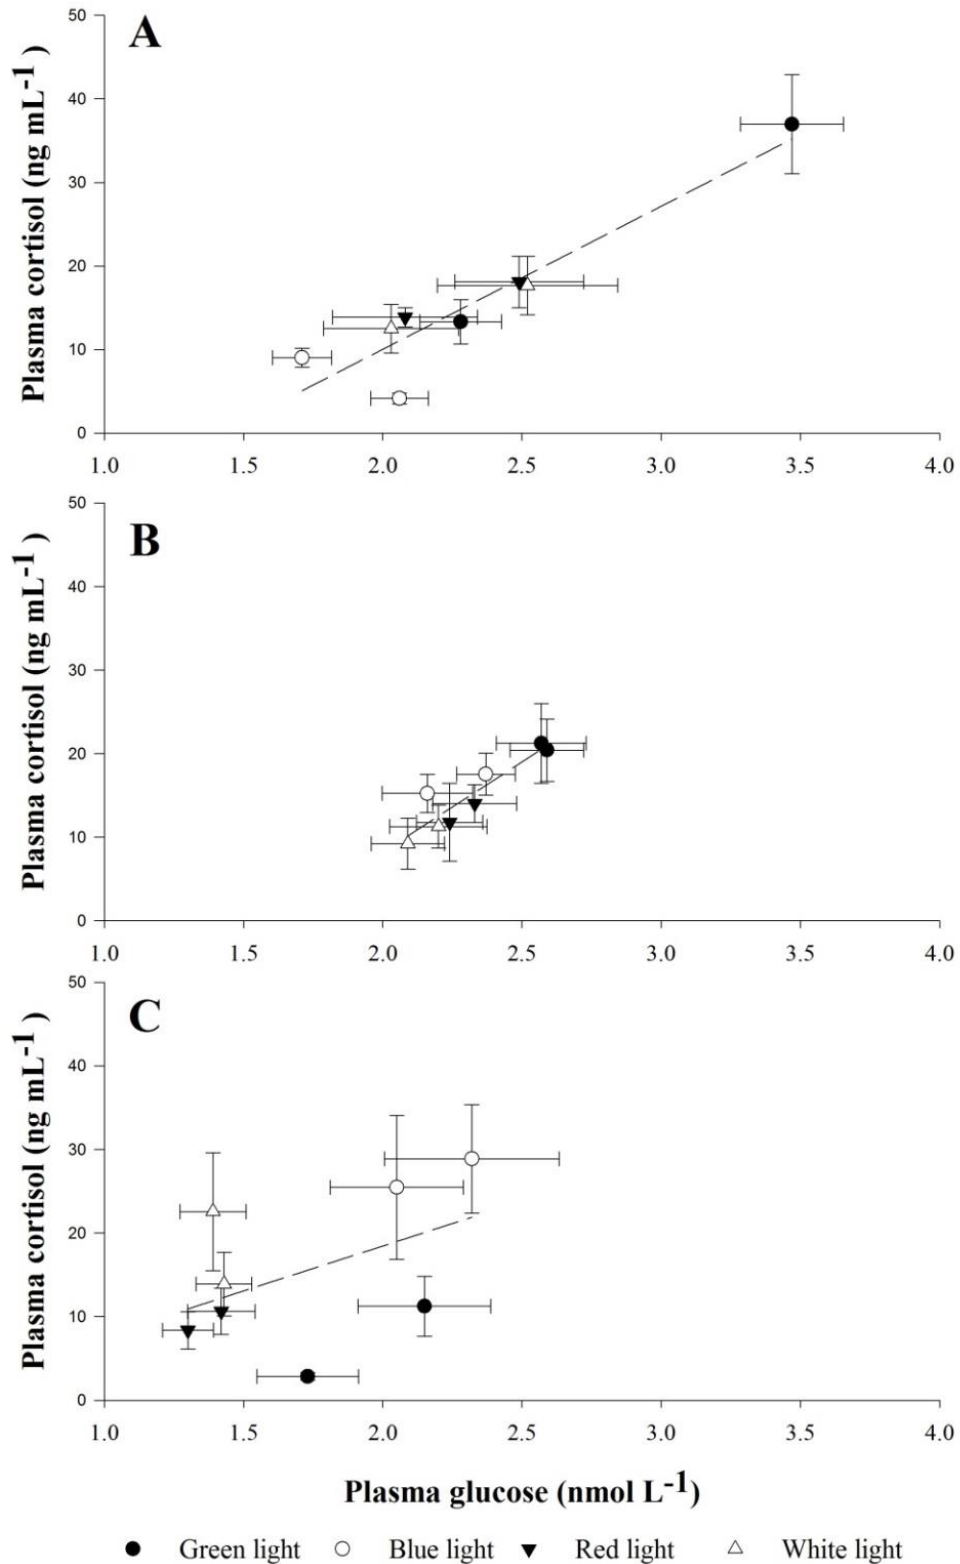 A
Plasma cortisol (ng mL-1 )
50
40
30
20
10
0
1.0 1.5 2.0 2.5 3.0 3.5 4.0
B
Plasma cortisol (ng mL-1 )
50
40
30
20
10
0
1.0 1.5 2.0 2.5 3.0 3.5 4.0
C
Plasma cortisol (ng mL-1 )
50
40
30
20
10
0
1.0 1.5 2.0 2.5 3.0 3.5 4.0
Plasma glucose (nmol L-1)
Green light Blue light Red light White light